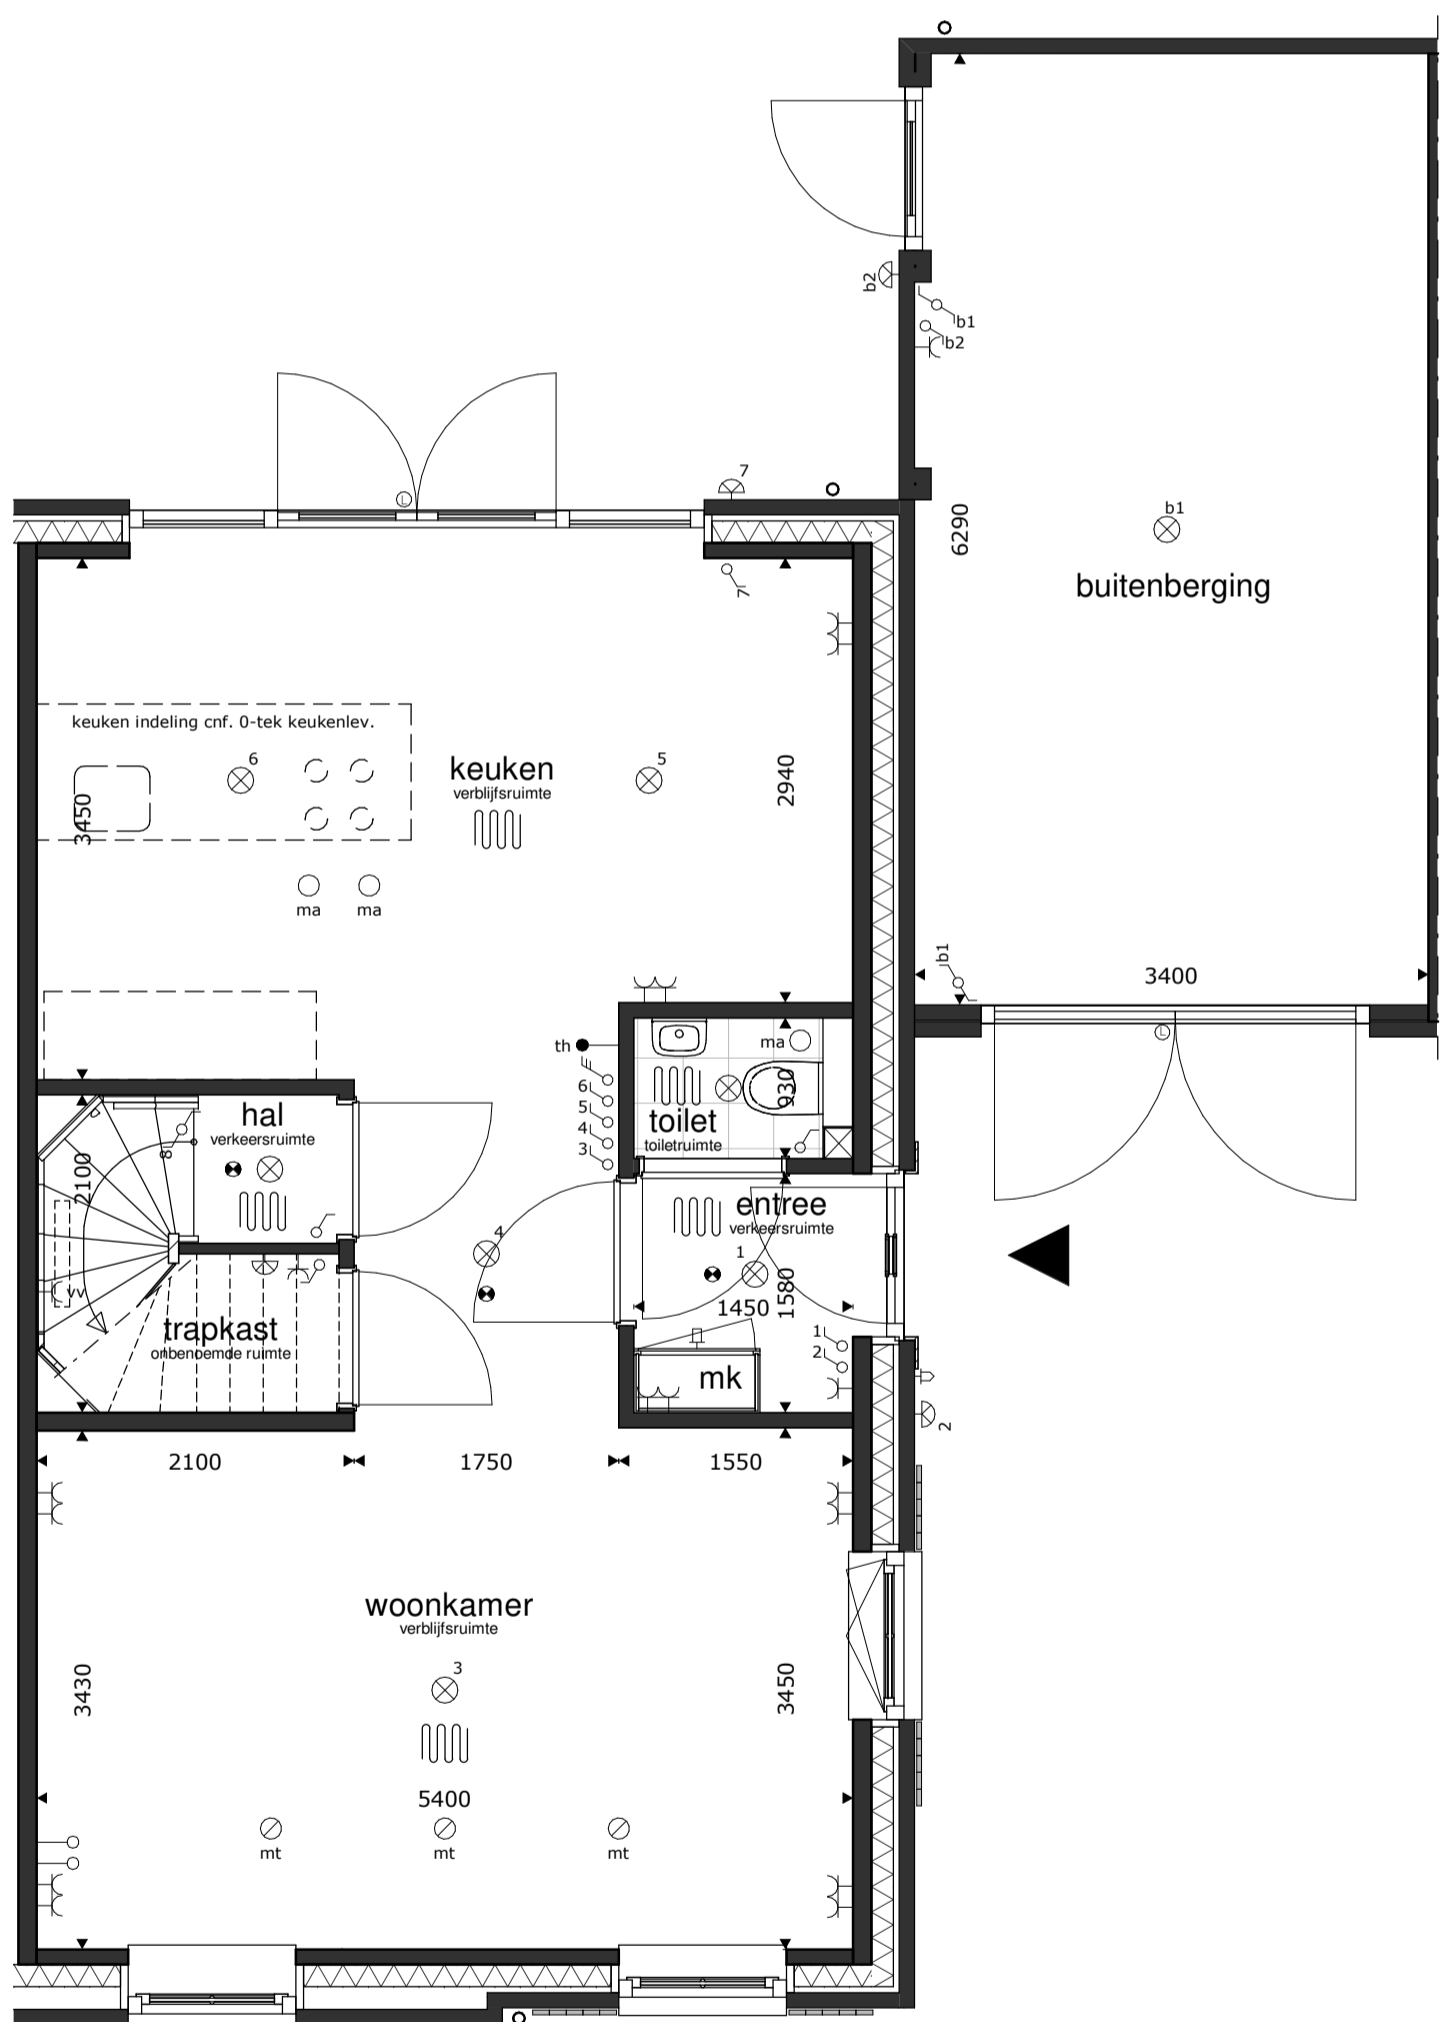 b2
b1
b2
b1
6290
buitenberging
7
7
keuken indeling cnf. 0-tek keukenlev.
6
5
keuken
verblijfsruimte
3450
2940
ma
ma
b1
3400
L
L
th
6
5
4
3
ma
930
toilet
toiletruimte
hal
verkeersruimte
8
2100
4
entree
verkeersruimte
1
1450
1580
trapkast
onbenoemde ruimte
vv
1
2
mk
2
2100
1750
1550
woonkamer
verblijfsruimte
3
3430
3450
5400
mt
mt
mt